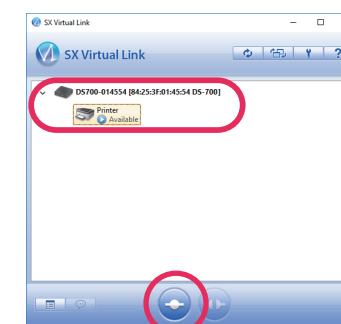 SX Virtual Link
SX Virtual Link
?
DS700-014554 [84:25:3F:01:45:54 DS-700]
Printer
Available